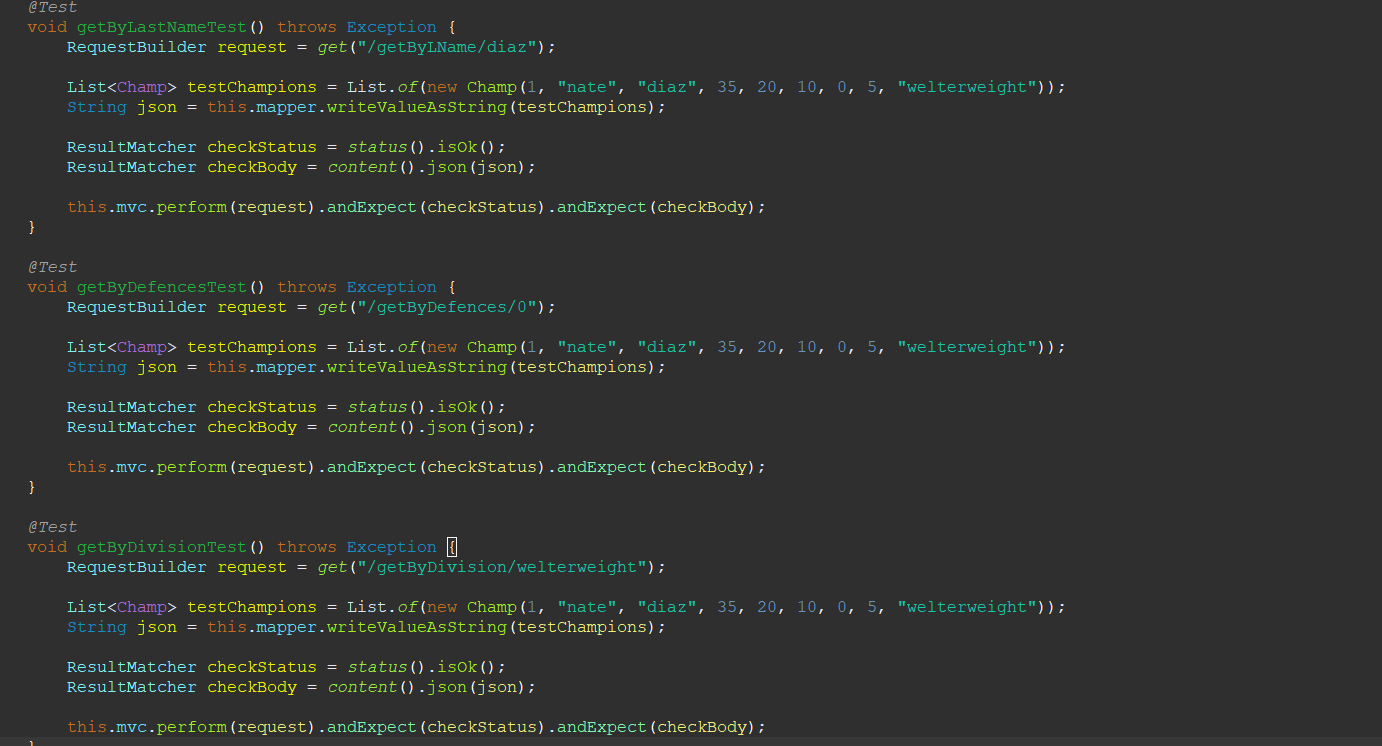 @Test
void getByLastNameTest() throws Exception {
RequestBuilder request = get("/getByLName/diaz");
List<Champ> testChampions = List.of(new Champ(1, "nate", "diaz", 35, 20, 10, 0, 5, "welterweight"));
String json = this.mapper.writeValueAsString(testChampions);
ResultMatcher checkStatus = status().isOk();
ResultMatcher checkBody = content().json(json);
this.mvc.perform(request).andExpect(checkStatus).andExpect(checkBody);
}
@Test
void getByDefencesTest() throws Exception {
RequestBuilder request = get("/getByDefences/0");
List<Champ> testChampions = List.of(new Champ(1, "nate", "diaz", 35, 20, 10, 0, 5, "welterweight"));
String json = this.mapper.writeValueAsString(testChampions);
ResultMatcher checkStatus = status().isOk();
ResultMatcher checkBody = content().json(json);
this.mvc.perform(request).andExpect(checkStatus).andExpect(checkBody);
}
@Test
void getByDivisionTest() throws Exception {
RequestBuilder request = get("/getByDivision/welterweight");
List<Champ> testChampions = List.of(new Champ(1, "nate", "diaz", 35, 20, 10, 0, 5, "welterweight"));
String json = this.mapper.writeValueAsString(testChampions);
ResultMatcher checkStatus = status().isOk();
ResultMatcher checkBody = content().json(json);
this.mvc.perform(request).andExpect(checkStatus).andExpect(checkBody);
}